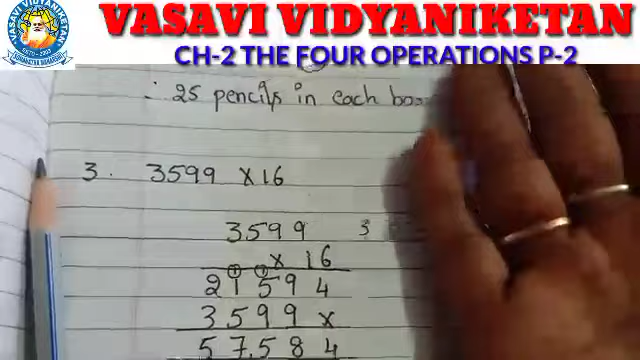 VASAVI VIDYANIKETAN
CH-2 THE FOUR OPERATIONS P-2
∴ 25 pencils in each
3. 3599 ×16
3599
× 16
21594
3599×
57584